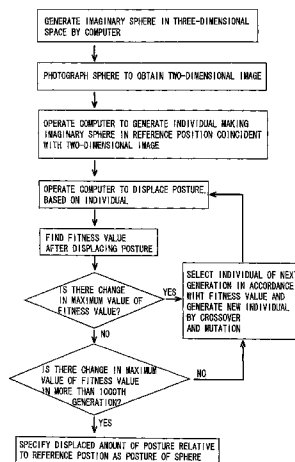 GENERATE IMAGINARY SPHERE IN THREE-DIMENSIONAL
SPACE BY COMPUTER
PHOTOGRAPH SPHERE TO OBTAIN TWO-DIMENSIONAL IMAGE
OPERATE COMPUTER TO GENERATE INDIVIDUAL MAKING
IMAGINARY SPHERE IN REFERENCE POSITION COINCIDENT
WITH TWO-DIMENSIONAL IMAGE
OPERATE COMPUTER TO DISPLACE POSTURE,
BASED ON INDIVIDUAL
FIND FITNESS VALUE
AFTER DISPLACING POSTURE
IS THERE CHANGE
IN MAXIMUM VALUE OF
FITNESS VALUE?
YES
SELECT INDIVIDUAL OF NEXT
GENERATION IN ACCORDANCE
WIHT FITNESS VALUE AND
GENERATE NEW INDIVIDUAL
BY CROSSOVER
AND MUTATION
NO
IS THERE CHANGE IN MAXIMUM
VALUE OF FITNESS VALUE
IN MORE THAN 1000TH
GENERATION?
NO
YES
SPECIFY DISPLACED AMOUNT OF POSTURE RELATIVE
TO REFERENCE POSTION AS POSTURE OF SPHERE